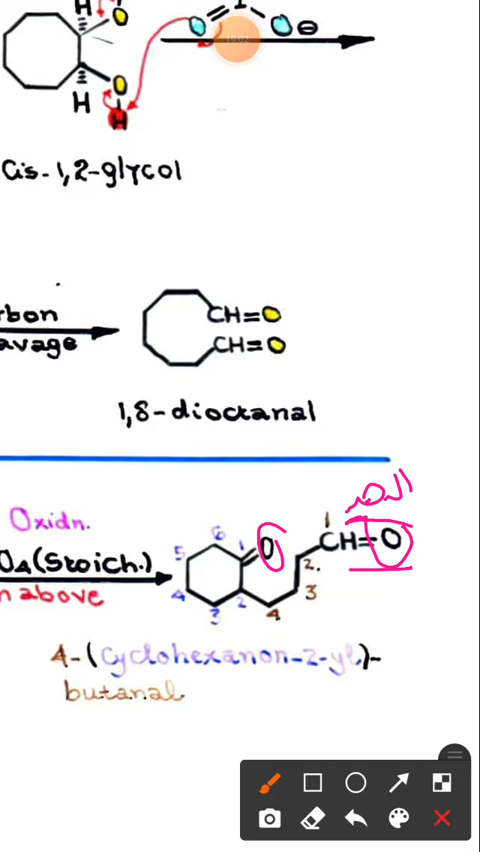 H
O
O
H
H
Cis-1,2-glycol
rbon
avage
CH=O
CH=O
1,8-dioctanal
Oxidn.
O4(Stoich.)
n above
6
5
1
O
1
CH=O
2.
4
2
3
3
4
4-(Cyclohexanon-2-yl)-
butanal